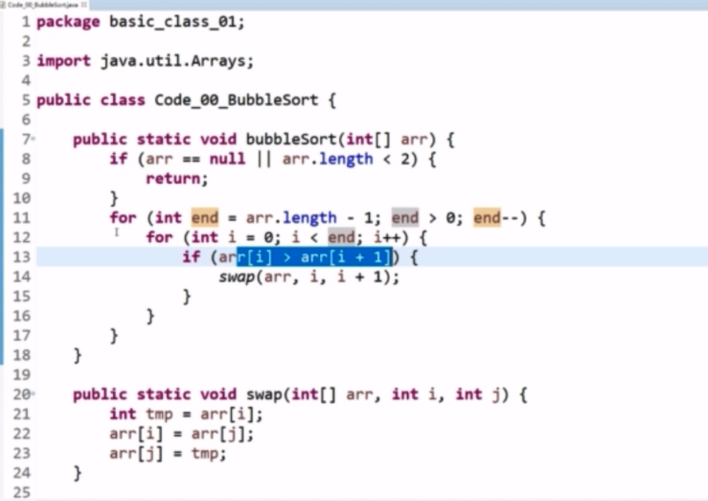 Code_00_BubbleSort.java
1 package basic_class_01;
2
3 import java.util.Arrays;
4
5 public class Code_00_BubbleSort {
6
7 public static void bubbleSort(int[] arr) {
8 if (arr == null || arr.length < 2) {
9 return;
10 }
11 for (int end = arr.length - 1; end > 0; end--) {
12 for (int i = 0; i < end; i++) {
13 if (arr[i] > arr[i + 1]) {
14 swap(arr, i, i + 1);
15 }
16 }
17 }
18 }
19
20 public static void swap(int[] arr, int i, int j) {
21 int tmp = arr[i];
22 arr[i] = arr[j];
23 arr[j] = tmp;
24 }
25